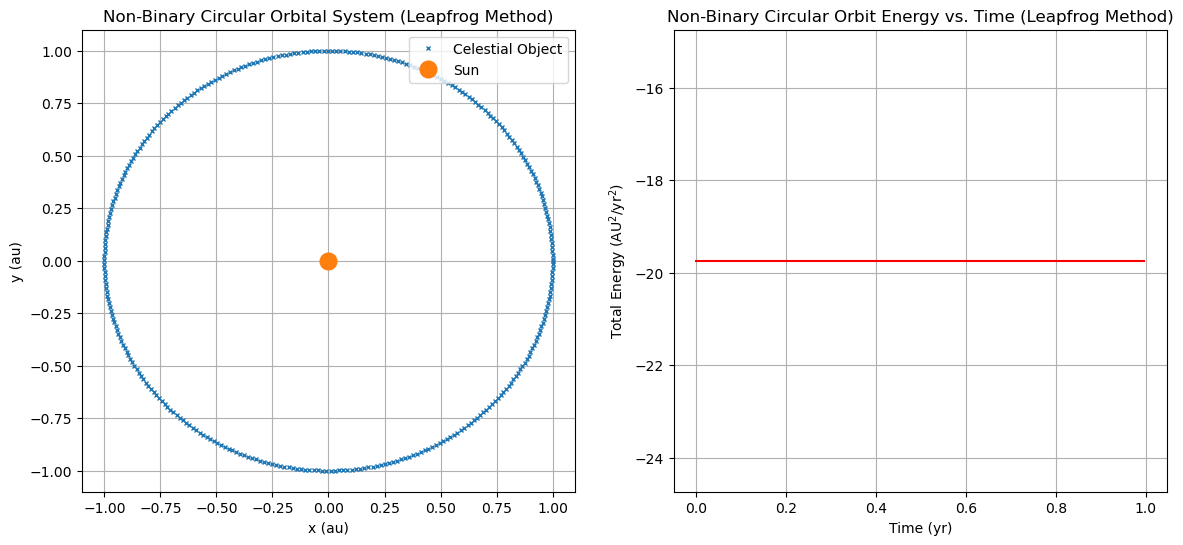 Non-Binary Circular Orbital System (Leapfrog Method)
Celestial Object
Sun
1.00
0.75
0.50
0.25
0.00
−0.25
−0.50
−0.75
−1.00
y (au)
−1.00 −0.75 −0.50 −0.25 0.00 0.25 0.50 0.75 1.00
x (au)
Non-Binary Circular Orbit Energy vs. Time (Leapfrog Method)
−16
−18
−20
−22
−24
Total Energy (AU²/yr²)
0.0 0.2 0.4 0.6 0.8 1.0
Time (yr)